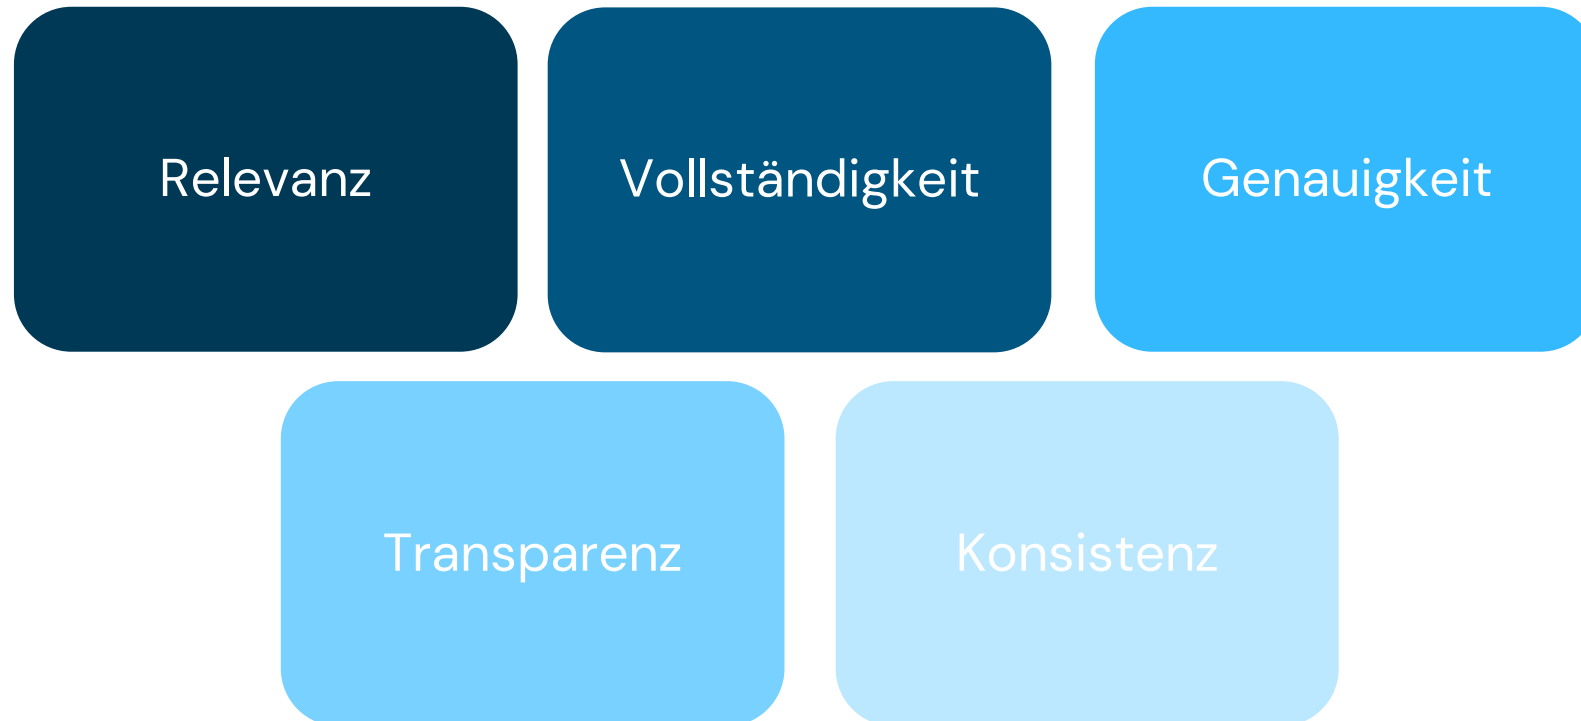 Relevanz
Vollständigkeit
Genauigkeit
Transparenz
Konsistenz